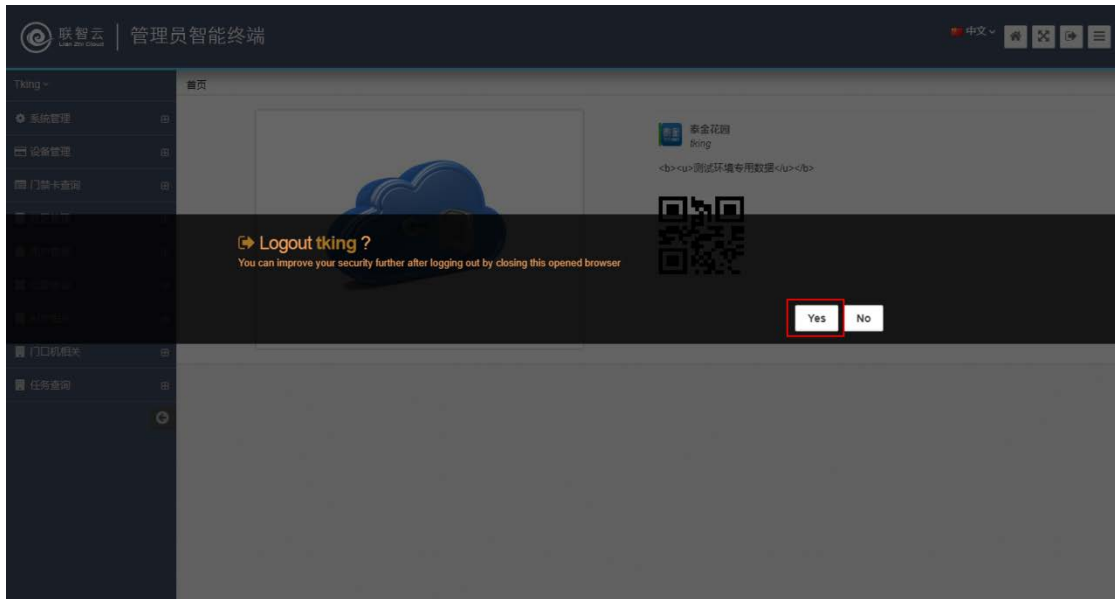 联智云
Lian Zhi Cloud
管理员智能终端
中文
Tking
首页
系统管理
设备管理
门禁卡查询
泰金花园
tking
<b><u>测试环境专用数据</u></b>
Logout tking ?
You can improve your security further after logging out by closing this opened browser
Yes
No
门口机相关
任务查询